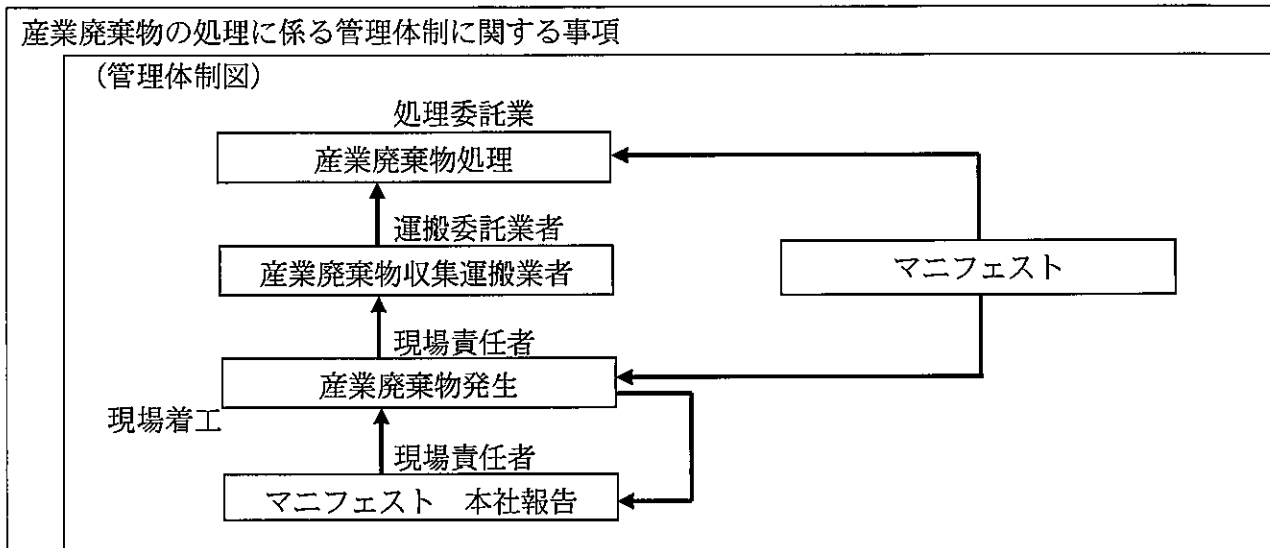 産業廃棄物の処理に係る管理体制に関する事項
（管理体制図）
処理委託業
産業廃棄物処理
運搬委託業者
産業廃棄物収集運搬業者
マニフェスト
現場責任者
産業廃棄物発生
現場着工
現場責任者
マニフェスト　本社報告